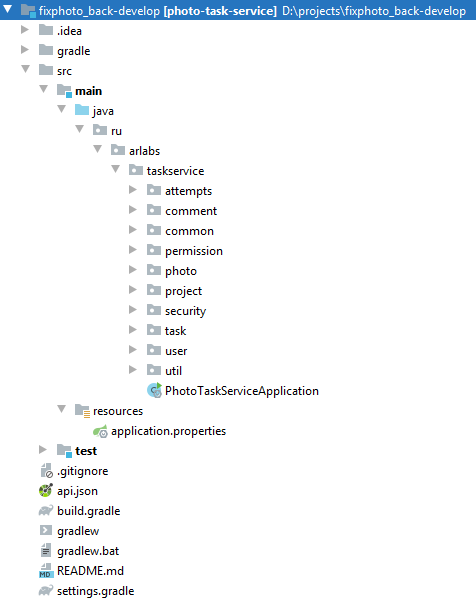 fixphoto_back-develop [photo-task-service] D:\projects\fixphoto_back-develop
.idea
gradle
src
main
java
ru
arlabs
taskservice
attempts
comment
common
permission
photo
project
security
task
user
util
PhotoTaskServiceApplication
resources
application.properties
test
.gitignore
api.json
build.gradle
gradlew
gradlew.bat
README.md
settings.gradle